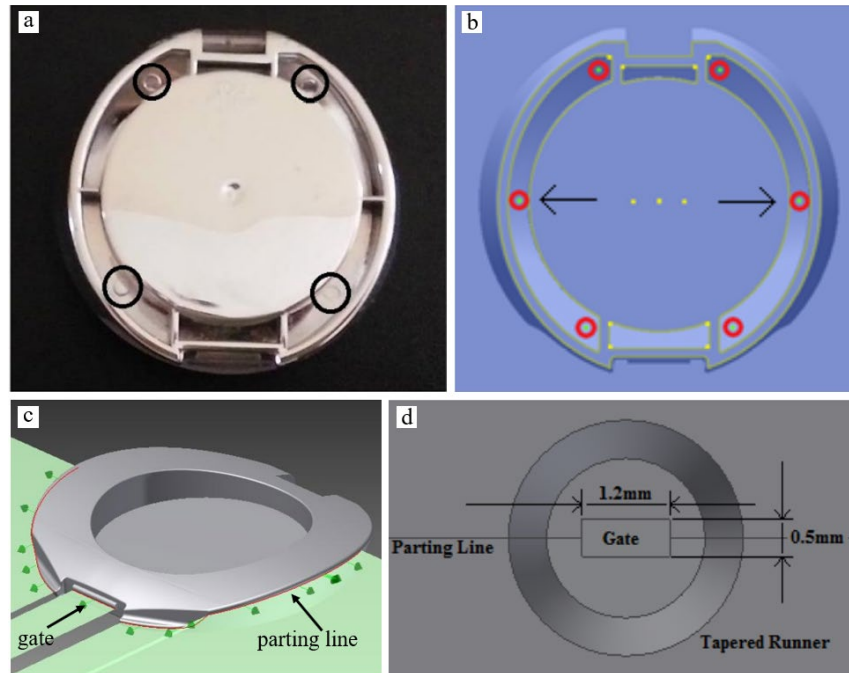 a
b
c
gate
parting line
d
1.2mm
Gate
0.5mm
Parting Line
Tapered Runner